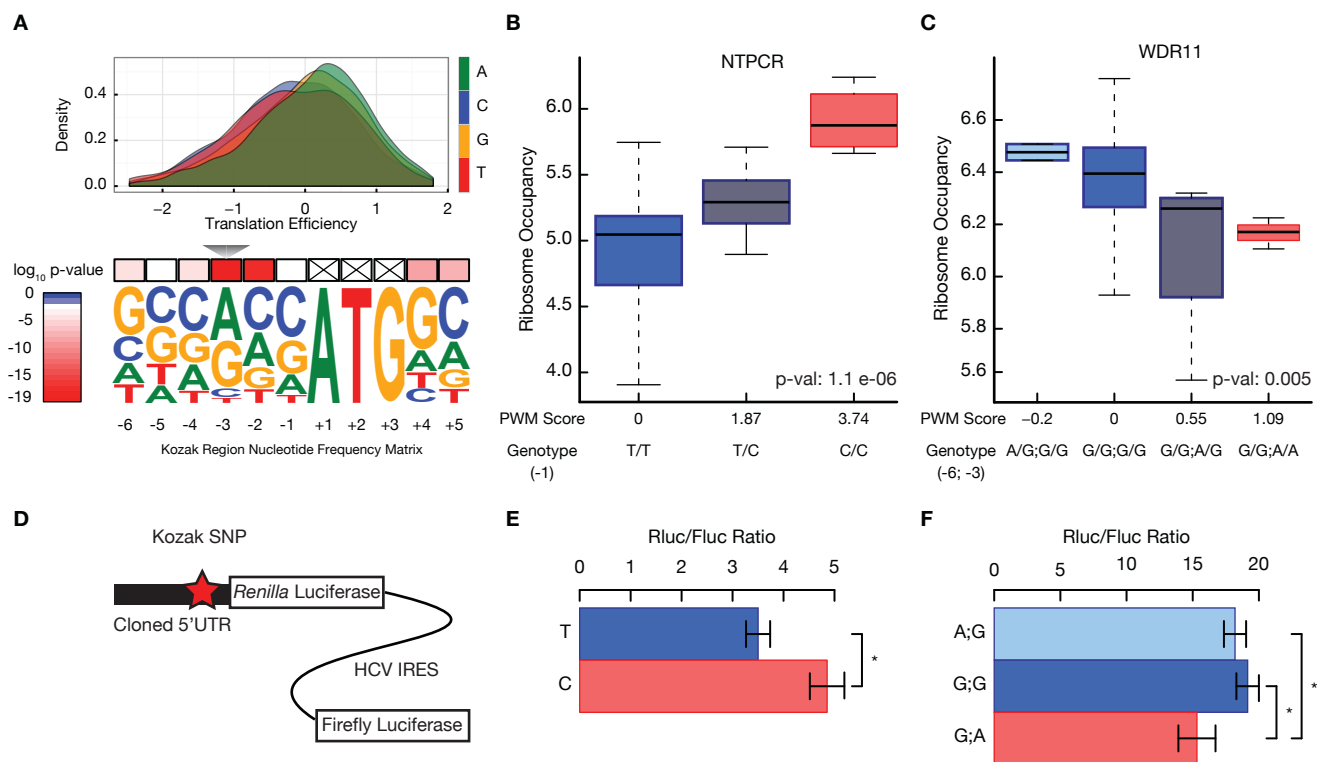 A
0.4
0.2
0.0
Density
−2
−1
0
1
2
Translation Efficiency
A
C
G
T
log10 p-value
0
-5
-10
-15
-19
G C C A C C A T G G C
C G G G A G A A
A T A C G A T G
T A T T T T C T
-6 -5 -4 -3 -2 -1 +1 +2 +3 +4 +5
Kozak Region Nucleotide Frequency Matrix
B
NTPCR
Ribosome Occupancy
6.0
5.5
5.0
4.5
4.0
p-val: 1.1 e-06
PWM Score 0 1.87 3.74
Genotype T/T T/C C/C
(-1)
C
WDR11
Ribosome Occupancy
6.6
6.4
6.2
6.0
5.8
5.6
p-val: 0.005
PWM Score −0.2 0 0.55 1.09
Genotype A/G;G/G G/G;G/G G/G;A/G G/G;A/A
(-6; -3)
D
Kozak SNP
Renilla Luciferase
Cloned 5'UTR
HCV IRES
Firefly Luciferase
E
Rluc/Fluc Ratio
0 1 2 3 4 5
T
C
*
F
Rluc/Fluc Ratio
0 5 10 15 20
A;G
G;G
G;A
*
*